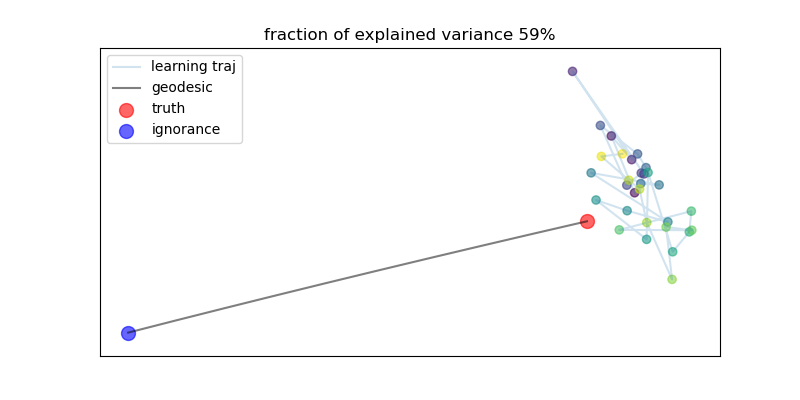 fraction of explained variance 59%
learning traj
geodesic
truth
ignorance